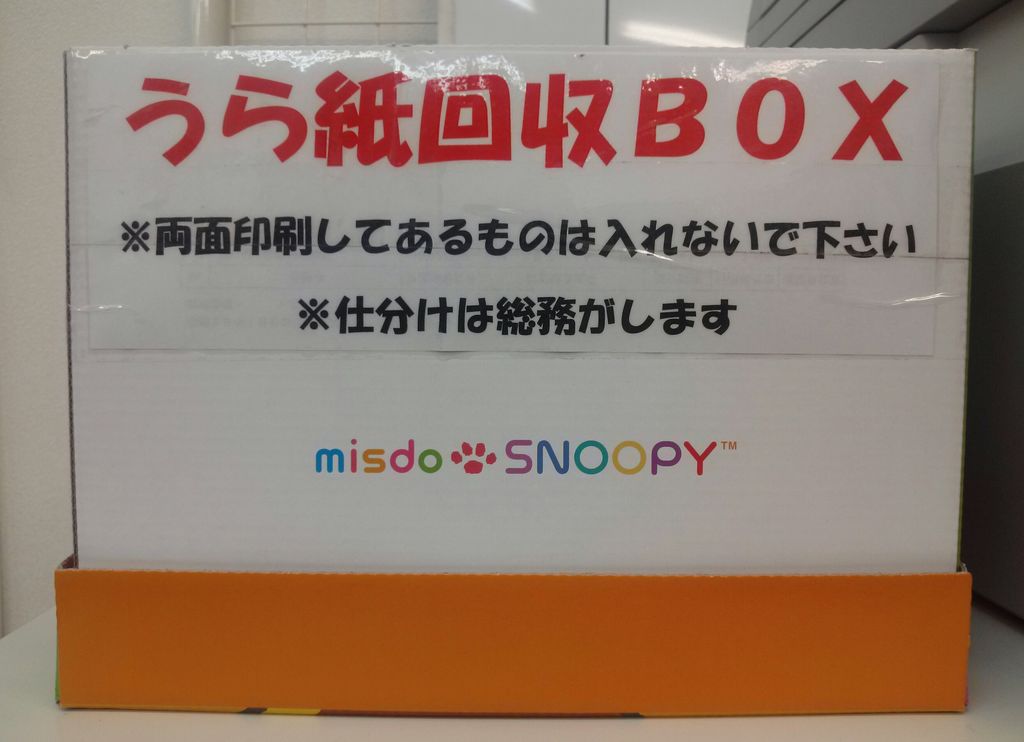 うら紙回収ＢＯＸ
※両面印刷してあるものは入れないで下さい
※仕分けは総務がします
misdo SNOOPY™